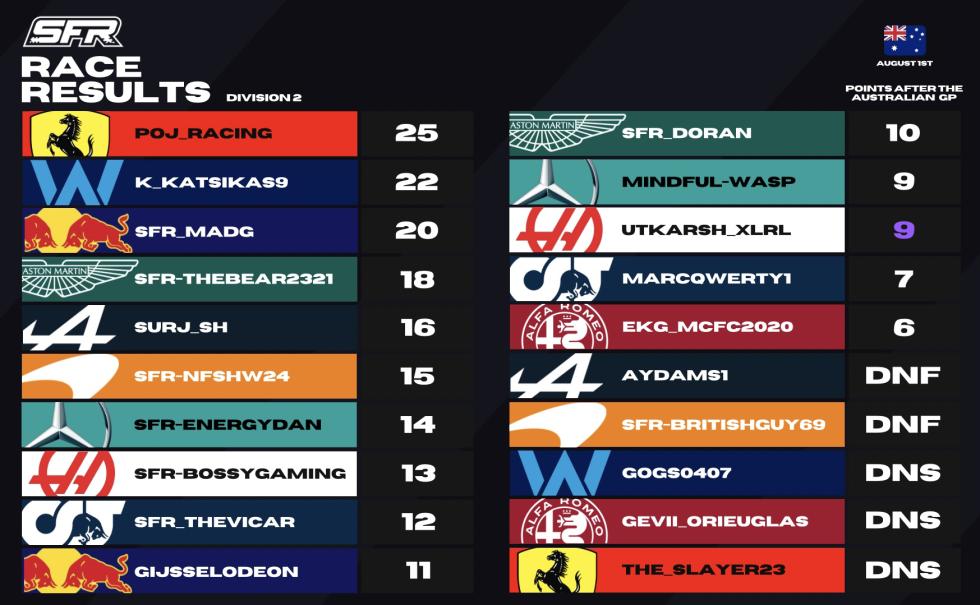 SFR
RACE
RESULTS DIVISION 2
AUGUST 1ST
POINTS AFTER THE
AUSTRALIAN GP
POJ_RACING 25
K_KATSIKAS9 22
SFR_MADG 20
ASTON MARTIN SFR-THEBEAR2321 18
SURJ_SH 16
SFR-NFSHW24 15
SFR-ENERGYDAN 14
SFR-BOSSYGAMING 13
SFR_THEVICAR 12
GIJSSELODEON 11
ASTON MARTIN SFR_DORAN 10
MINDFUL-WASP 9
UTKARSH_XLRL 9
MARCQWERTY1 7
ALFA ROMEO EKG_MCFC2020 6
AYDAMS1 DNF
SFR-BRITISHGUY69 DNF
GOGS0407 DNS
ALFA ROMEO GEVII_ORIEUGLAS DNS
THE_SLAYER23 DNS